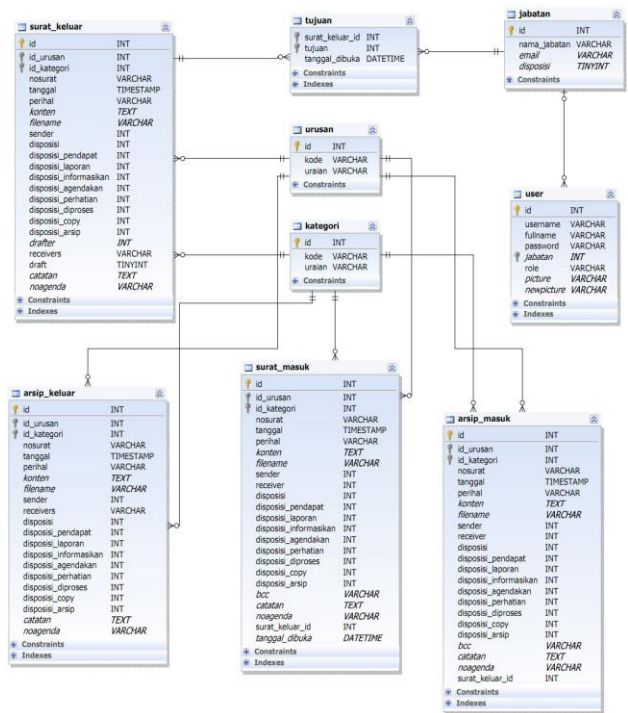 surat_keluar
id INT
id_urusan INT
id_kategori INT
nosurat VARCHAR
tanggal TIMESTAMP
perihal VARCHAR
konten TEXT
filename VARCHAR
sender INT
disposisi INT
disposisi_pendapat INT
disposisi_laporan INT
disposisi_informasikan INT
disposisi_agendakan INT
disposisi_perhatian INT
disposisi_diproses INT
disposisi_copy INT
disposisi_arsip INT
drafter INT
receivers VARCHAR
draft TINYINT
catatan TEXT
noagenda VARCHAR
Constraints
Indexes
tujuan
surat_keluar_id INT
tujuan INT
tanggal_dibuka DATETIME
Constraints
Indexes
jabatan
id INT
nama_jabatan VARCHAR
email VARCHAR
disposisi TINYINT
Constraints
urusan
id INT
kode VARCHAR
uraian VARCHAR
Constraints
user
id INT
username VARCHAR
fullname VARCHAR
password VARCHAR
jabatan INT
role VARCHAR
picture VARCHAR
newpicture VARCHAR
Constraints
Indexes
kategori
id INT
kode VARCHAR
uraian VARCHAR
Constraints
arsip_keluar
id INT
id_urusan INT
id_kategori INT
nosurat VARCHAR
tanggal TIMESTAMP
perihal VARCHAR
konten TEXT
filename VARCHAR
sender INT
receivers VARCHAR
disposisi INT
disposisi_pendapat INT
disposisi_laporan INT
disposisi_informasikan INT
disposisi_agendakan INT
disposisi_perhatian INT
disposisi_diproses INT
disposisi_copy INT
disposisi_arsip INT
catatan TEXT
noagenda VARCHAR
Constraints
Indexes
surat_masuk
id INT
id_urusan INT
id_kategori INT
nosurat VARCHAR
tanggal TIMESTAMP
perihal VARCHAR
konten TEXT
filename VARCHAR
sender INT
receiver INT
disposisi INT
disposisi_pendapat INT
disposisi_laporan INT
disposisi_informasikan INT
disposisi_agendakan INT
disposisi_perhatian INT
disposisi_diproses INT
disposisi_copy INT
disposisi_arsip INT
bcc VARCHAR
catatan TEXT
noagenda VARCHAR
surat_keluar_id INT
tanggal_dibuka DATETIME
Constraints
Indexes
arsip_masuk
id INT
id_urusan INT
id_kategori INT
nosurat VARCHAR
tanggal TIMESTAMP
perihal VARCHAR
konten TEXT
filename VARCHAR
sender INT
receiver INT
disposisi INT
disposisi_pendapat INT
disposisi_laporan INT
disposisi_informasikan INT
disposisi_agendakan INT
disposisi_perhatian INT
disposisi_diproses INT
disposisi_copy INT
disposisi_arsip INT
bcc VARCHAR
catatan TEXT
noagenda VARCHAR
surat_keluar_id INT
Constraints
Indexes